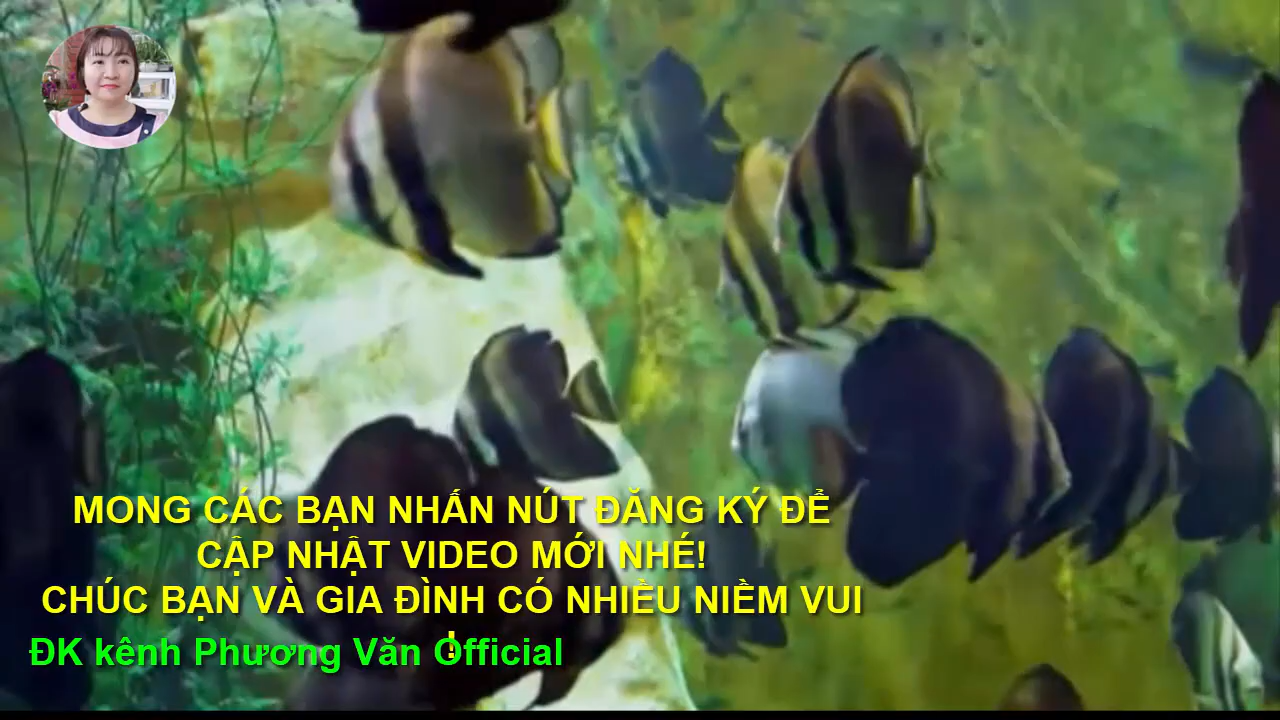 MONG CÁC BẠN NHẤN NÚT ĐĂNG KÝ ĐỂ
CẬP NHẬT VIDEO MỚI NHÉ!
CHÚC BẠN VÀ GIA ĐÌNH CÓ NHIỀU NIỀM VUI
!
ĐK kênh Phương Văn Official